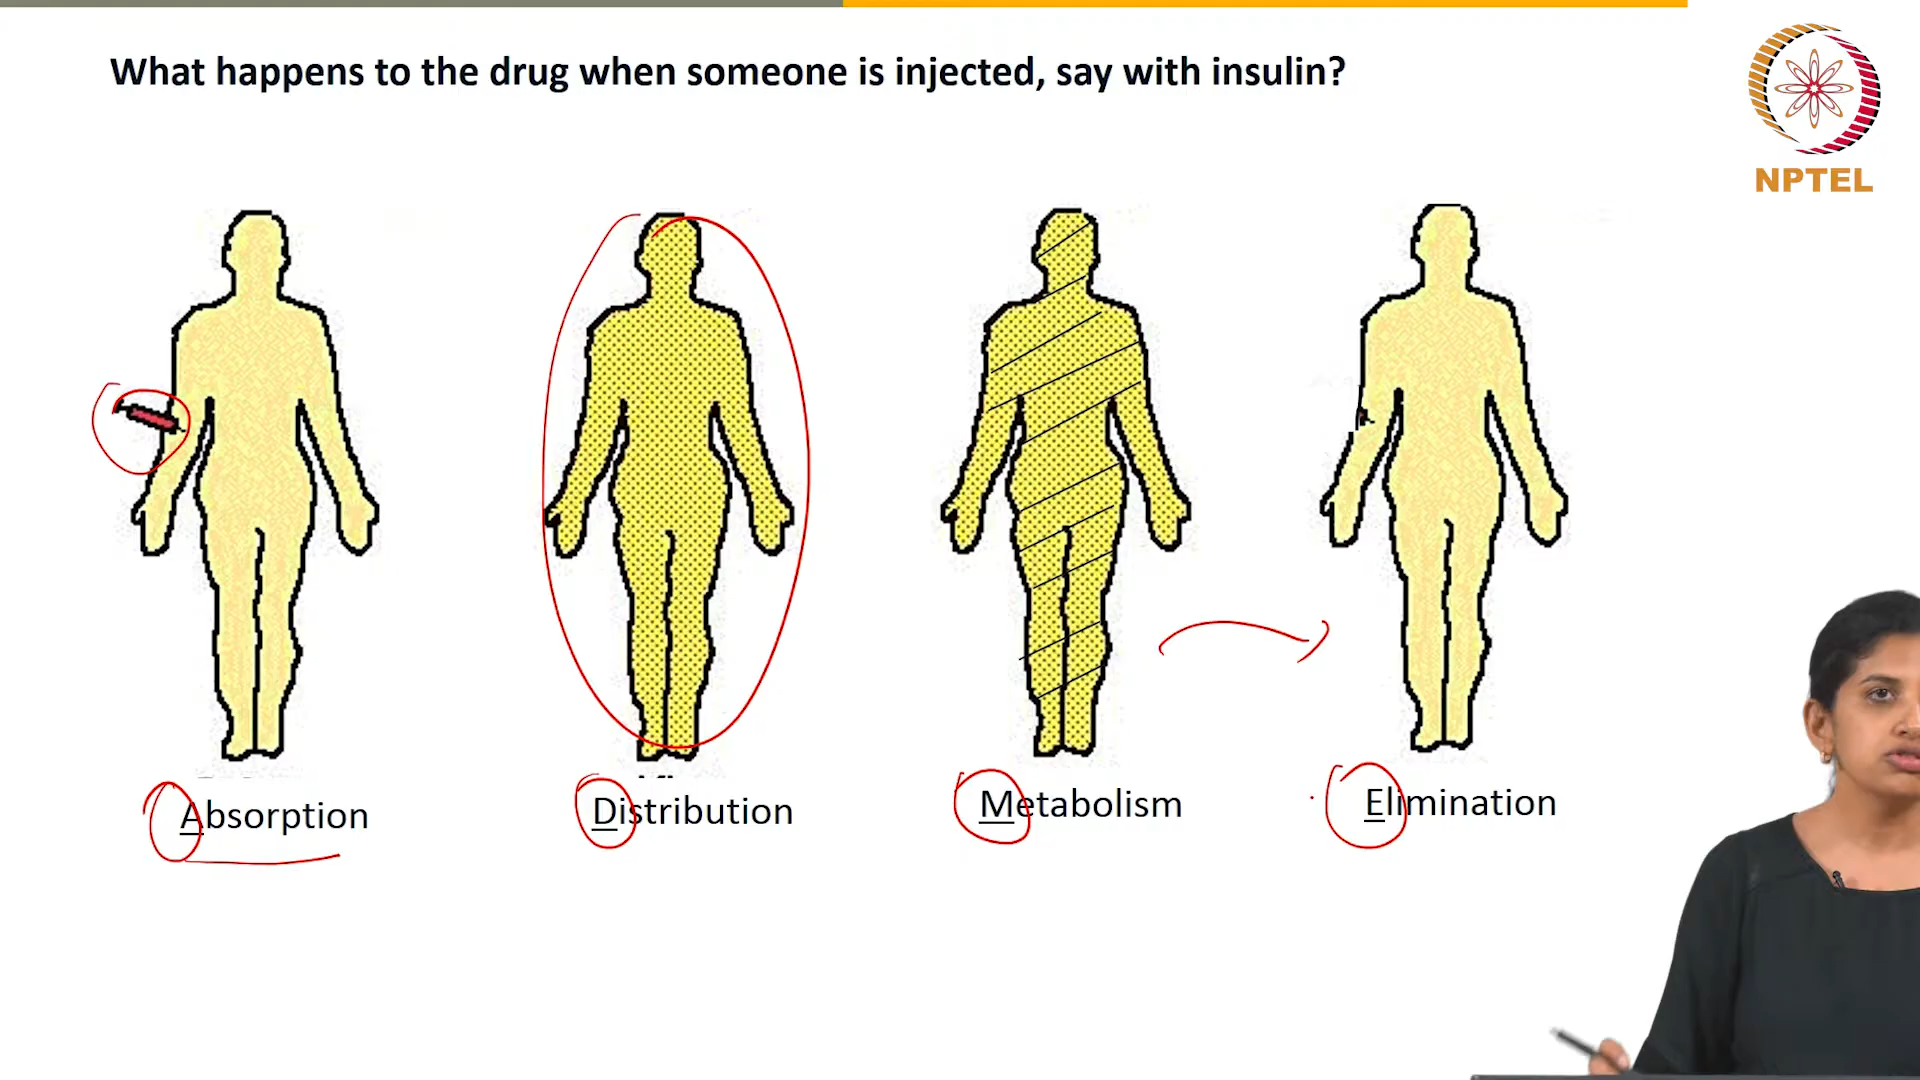 What happens to the drug when someone is injected, say with insulin?
NPTEL
Absorption
Distribution
Metabolism
Elimination